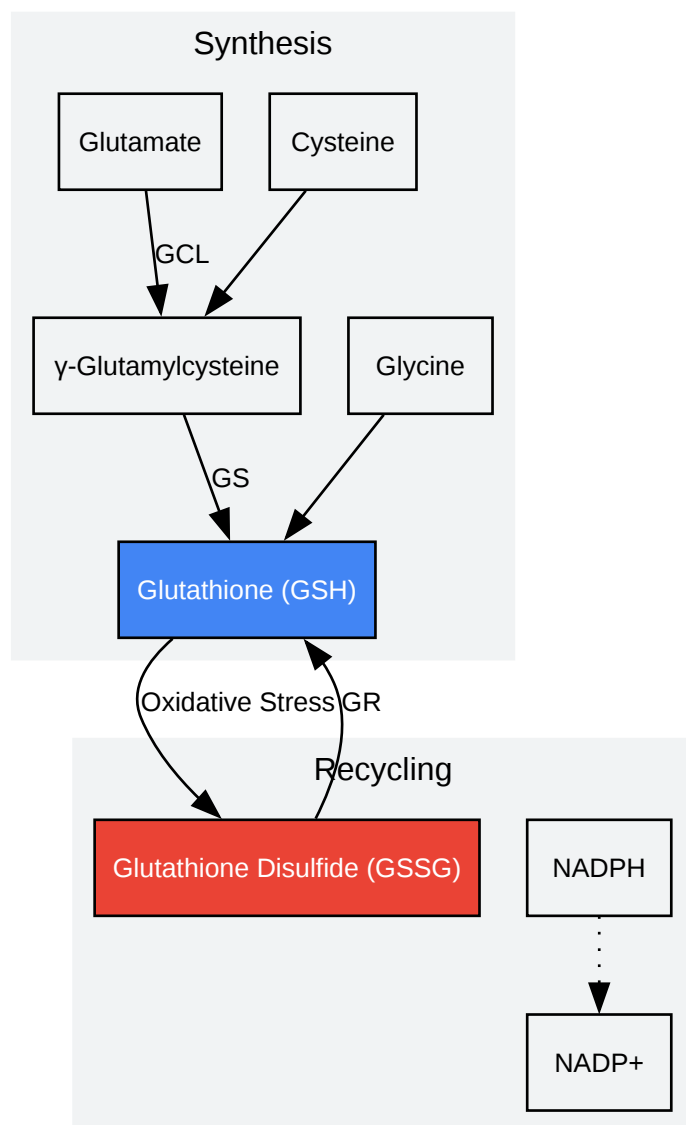 Synthesis
Glutamate
Cysteine
GCL
γ-Glutamylcysteine
Glycine
GS
Glutathione (GSH)
Oxidative Stress
GR
Recycling
Glutathione Disulfide (GSSG)
NADPH
NADP+